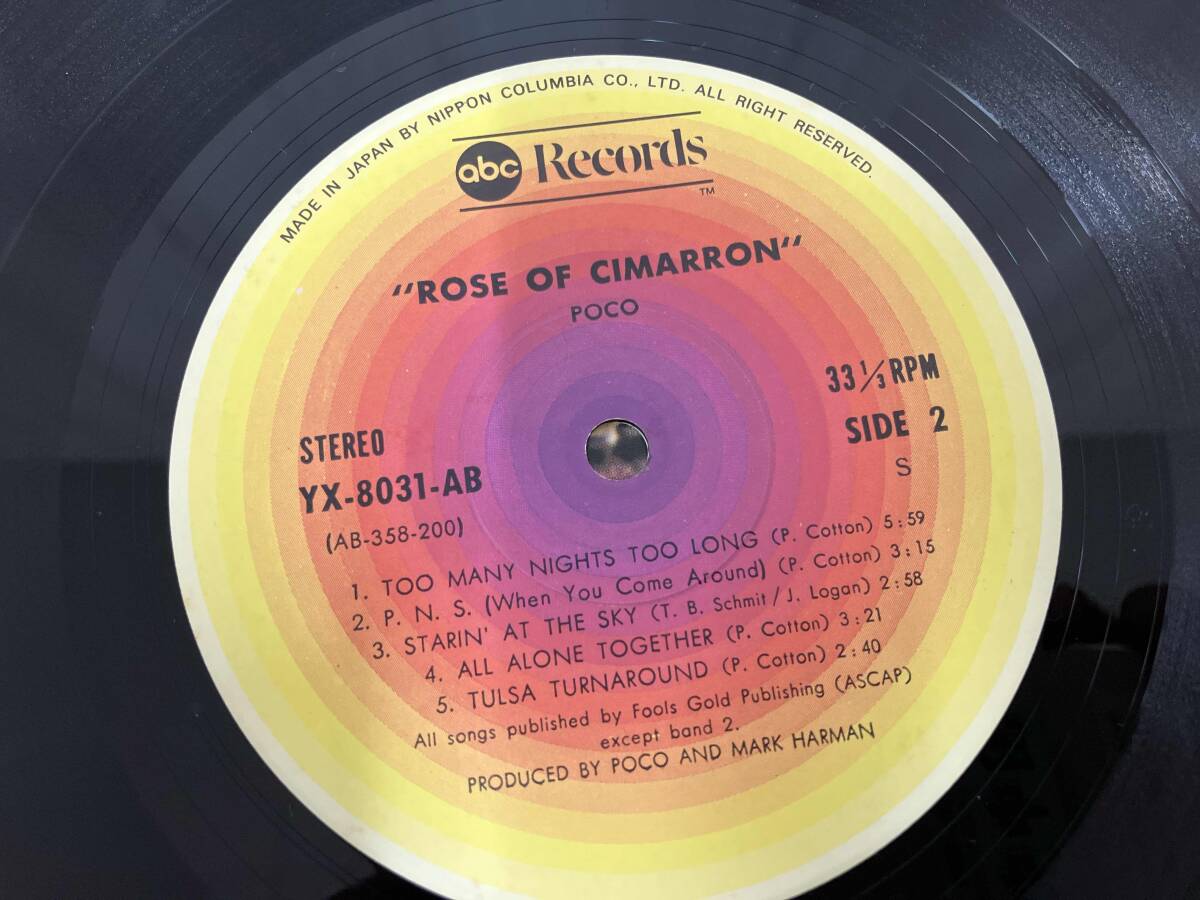 MADE IN JAPAN BY NIPPON COLUMBIA CO., LTD. ALL RIGHT RESERVED.
abc Records TM
"ROSE OF CIMARRON"
POCO
33 1/3 RPM
SIDE 2
S
STEREO
YX-8031-AB
(AB-358-200)
1. TOO MANY NIGHTS TOO LONG (P. Cotton) 5:59
2. P. N. S. (When You Come Around) (P. Cotton) 3:15
3. STARIN' AT THE SKY (T. B. Schmit/J. Logan) 2:58
4. ALL ALONE TOGETHER (P. Cotton) 3:21
5. TULSA TURNAROUND (P. Cotton) 2:40
All songs published by Fools Gold Publishing (ASCAP)
except band 2.
PRODUCED BY POCO AND MARK HARMAN